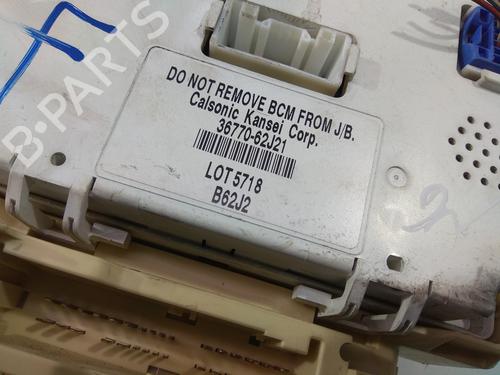 B-PARTS
DO NOT REMOVE BCM FROM J/B.
Calsonic Kansei Corp.
36770-62J21
LOT 5718
B62J2